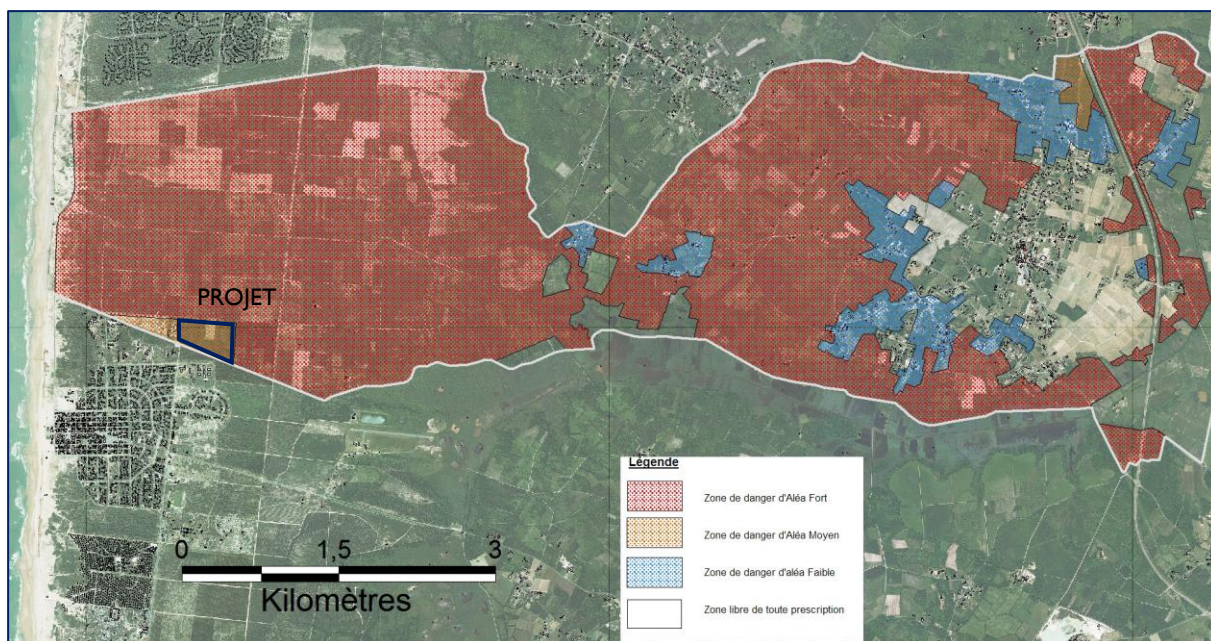 PROJET
0 1,5 3
Kilomètres
Légende
Zone de danger d'Aléa Fort
Zone de danger d'Aléa Moyen
Zone de danger d'aléa Faible
Zone libre de toute prescription